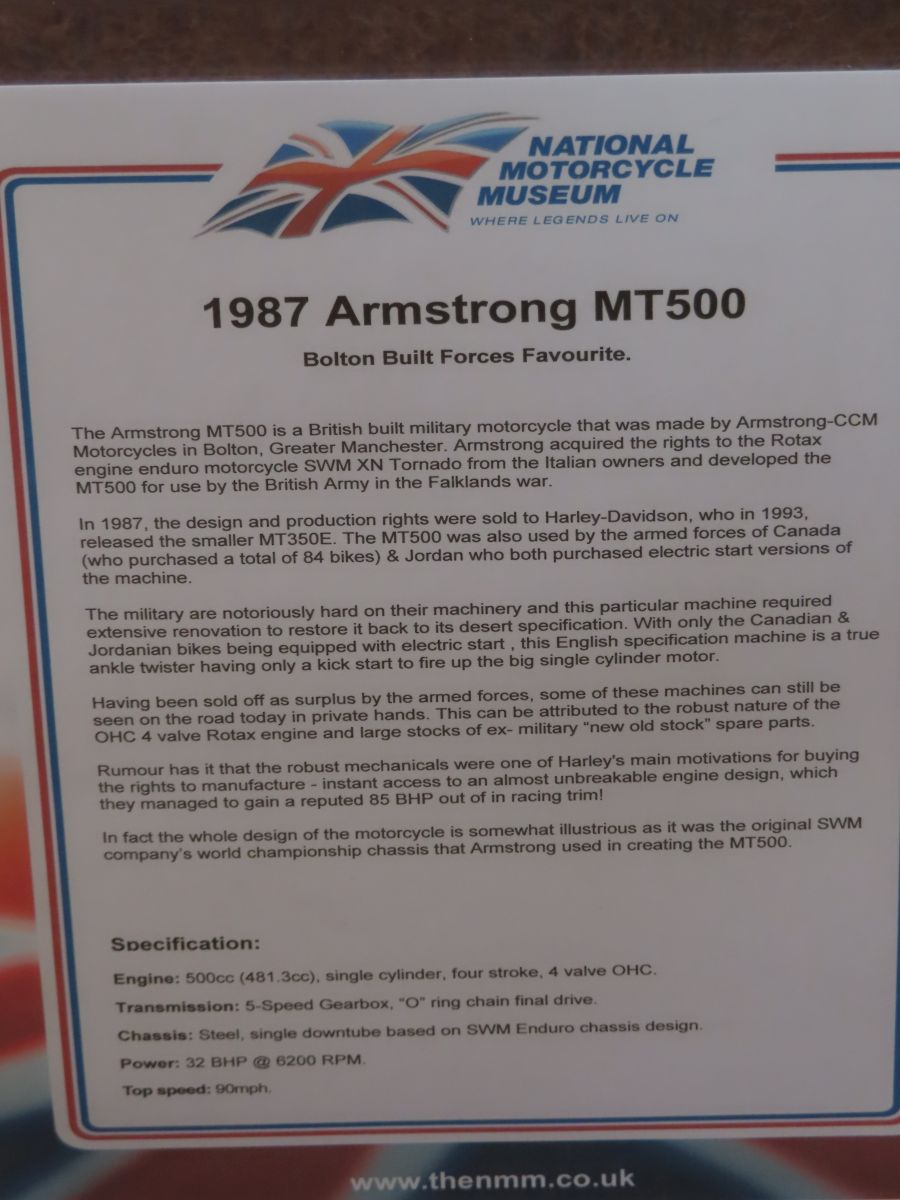 NATIONAL
MOTORCYCLE
MUSEUM
WHERE LEGENDS LIVE ON
1987 Armstrong MT500
Bolton Built Forces Favourite.
The Armstrong MT500 is a British built military motorcycle that was made by Armstrong-CCM
Motorcycles in Bolton, Greater Manchester. Armstrong acquired the rights to the Rotax
engine enduro motorcycle SWM XN Tornado from the Italian owners and developed the
MT500 for use by the British Army in the Falklands war.
In 1987, the design and production rights were sold to Harley-Davidson, who in 1993,
released the smaller MT350E. The MT500 was also used by the armed forces of Canada
(who purchased a total of 84 bikes) & Jordan who both purchased electric start versions of
the machine.
The military are notoriously hard on their machinery and this particular machine required
extensive renovation to restore it back to its desert specification. With only the Canadian &
Jordanian bikes being equipped with electric start , this English specification machine is a true
ankle twister having only a kick start to fire up the big single cylinder motor.
Having been sold off as surplus by the armed forces, some of these machines can still be
seen on the road today in private hands. This can be attributed to the robust nature of the
OHC 4 valve Rotax engine and large stocks of ex- military “new old stock” spare parts.
Rumour has it that the robust mechanicals were one of Harley's main motivations for buying
the rights to manufacture - instant access to an almost unbreakable engine design, which
they managed to gain a reputed 85 BHP out of in racing trim!
In fact the whole design of the motorcycle is somewhat illustrious as it was the original SWM
company's world championship chassis that Armstrong used in creating the MT500.
Specification:
Engine: 500cc (481.3cc), single cylinder, four stroke, 4 valve OHC.
Transmission: 5-Speed Gearbox, “O” ring chain final drive.
Chassis: Steel, single downtube based on SWM Enduro chassis design.
Power: 32 BHP @ 6200 RPM.
Top speed: 90mph.
www.thenmm.co.uk